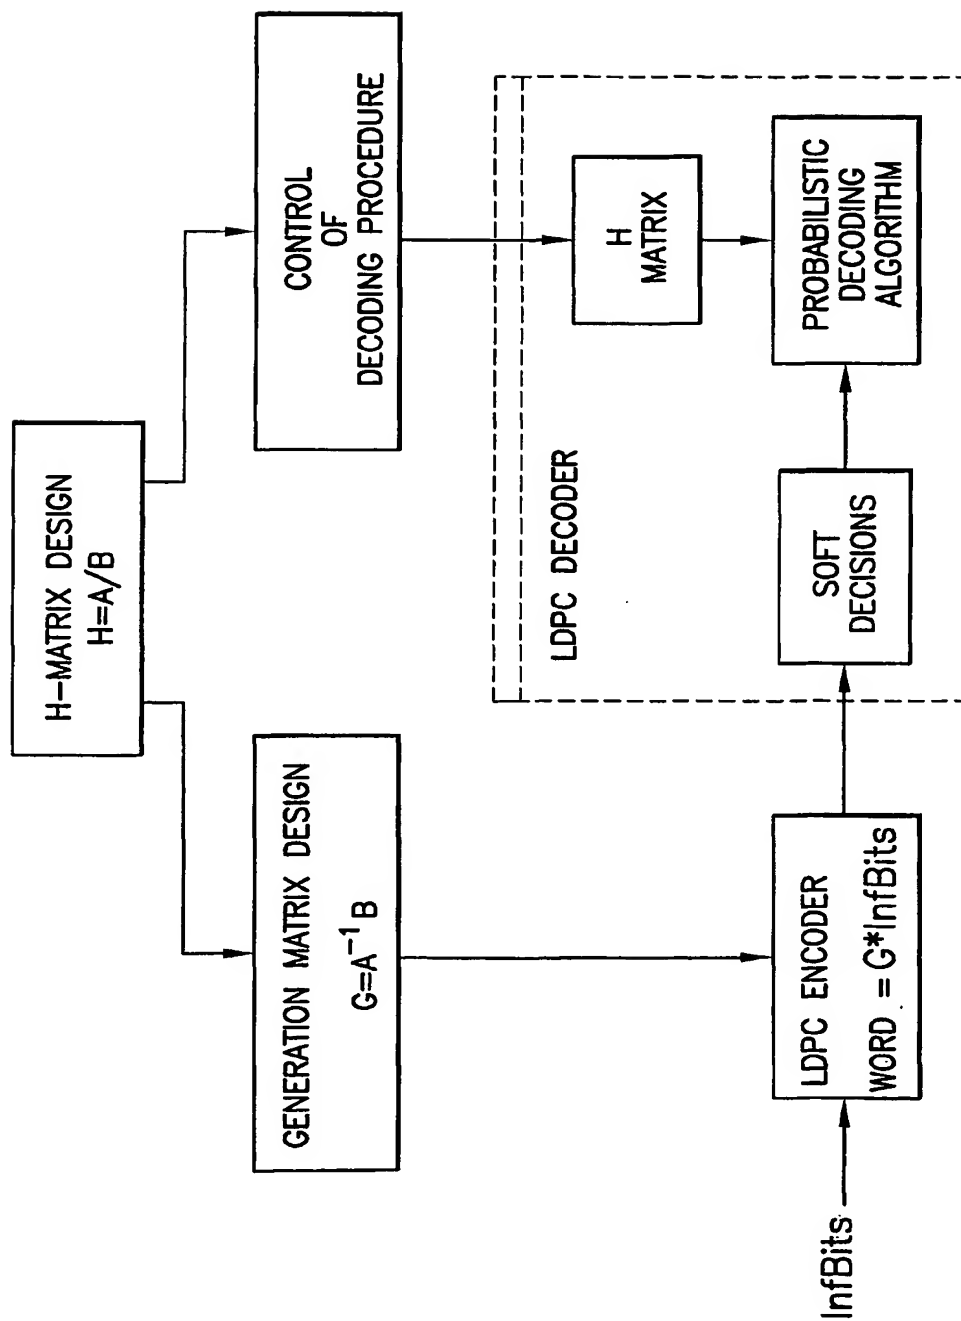 H-MATRIX DESIGN
H=A/B
GENERATION MATRIX DESIGN
G=A⁻¹B
CONTROL
OF
DECODING PROCEDURE
LDPC DECODER
H
MATRIX
InfBits
LDPC ENCODER
WORD = G*InfBits
SOFT
DECISIONS
PROBABILISTIC
DECODING
ALGORITHM